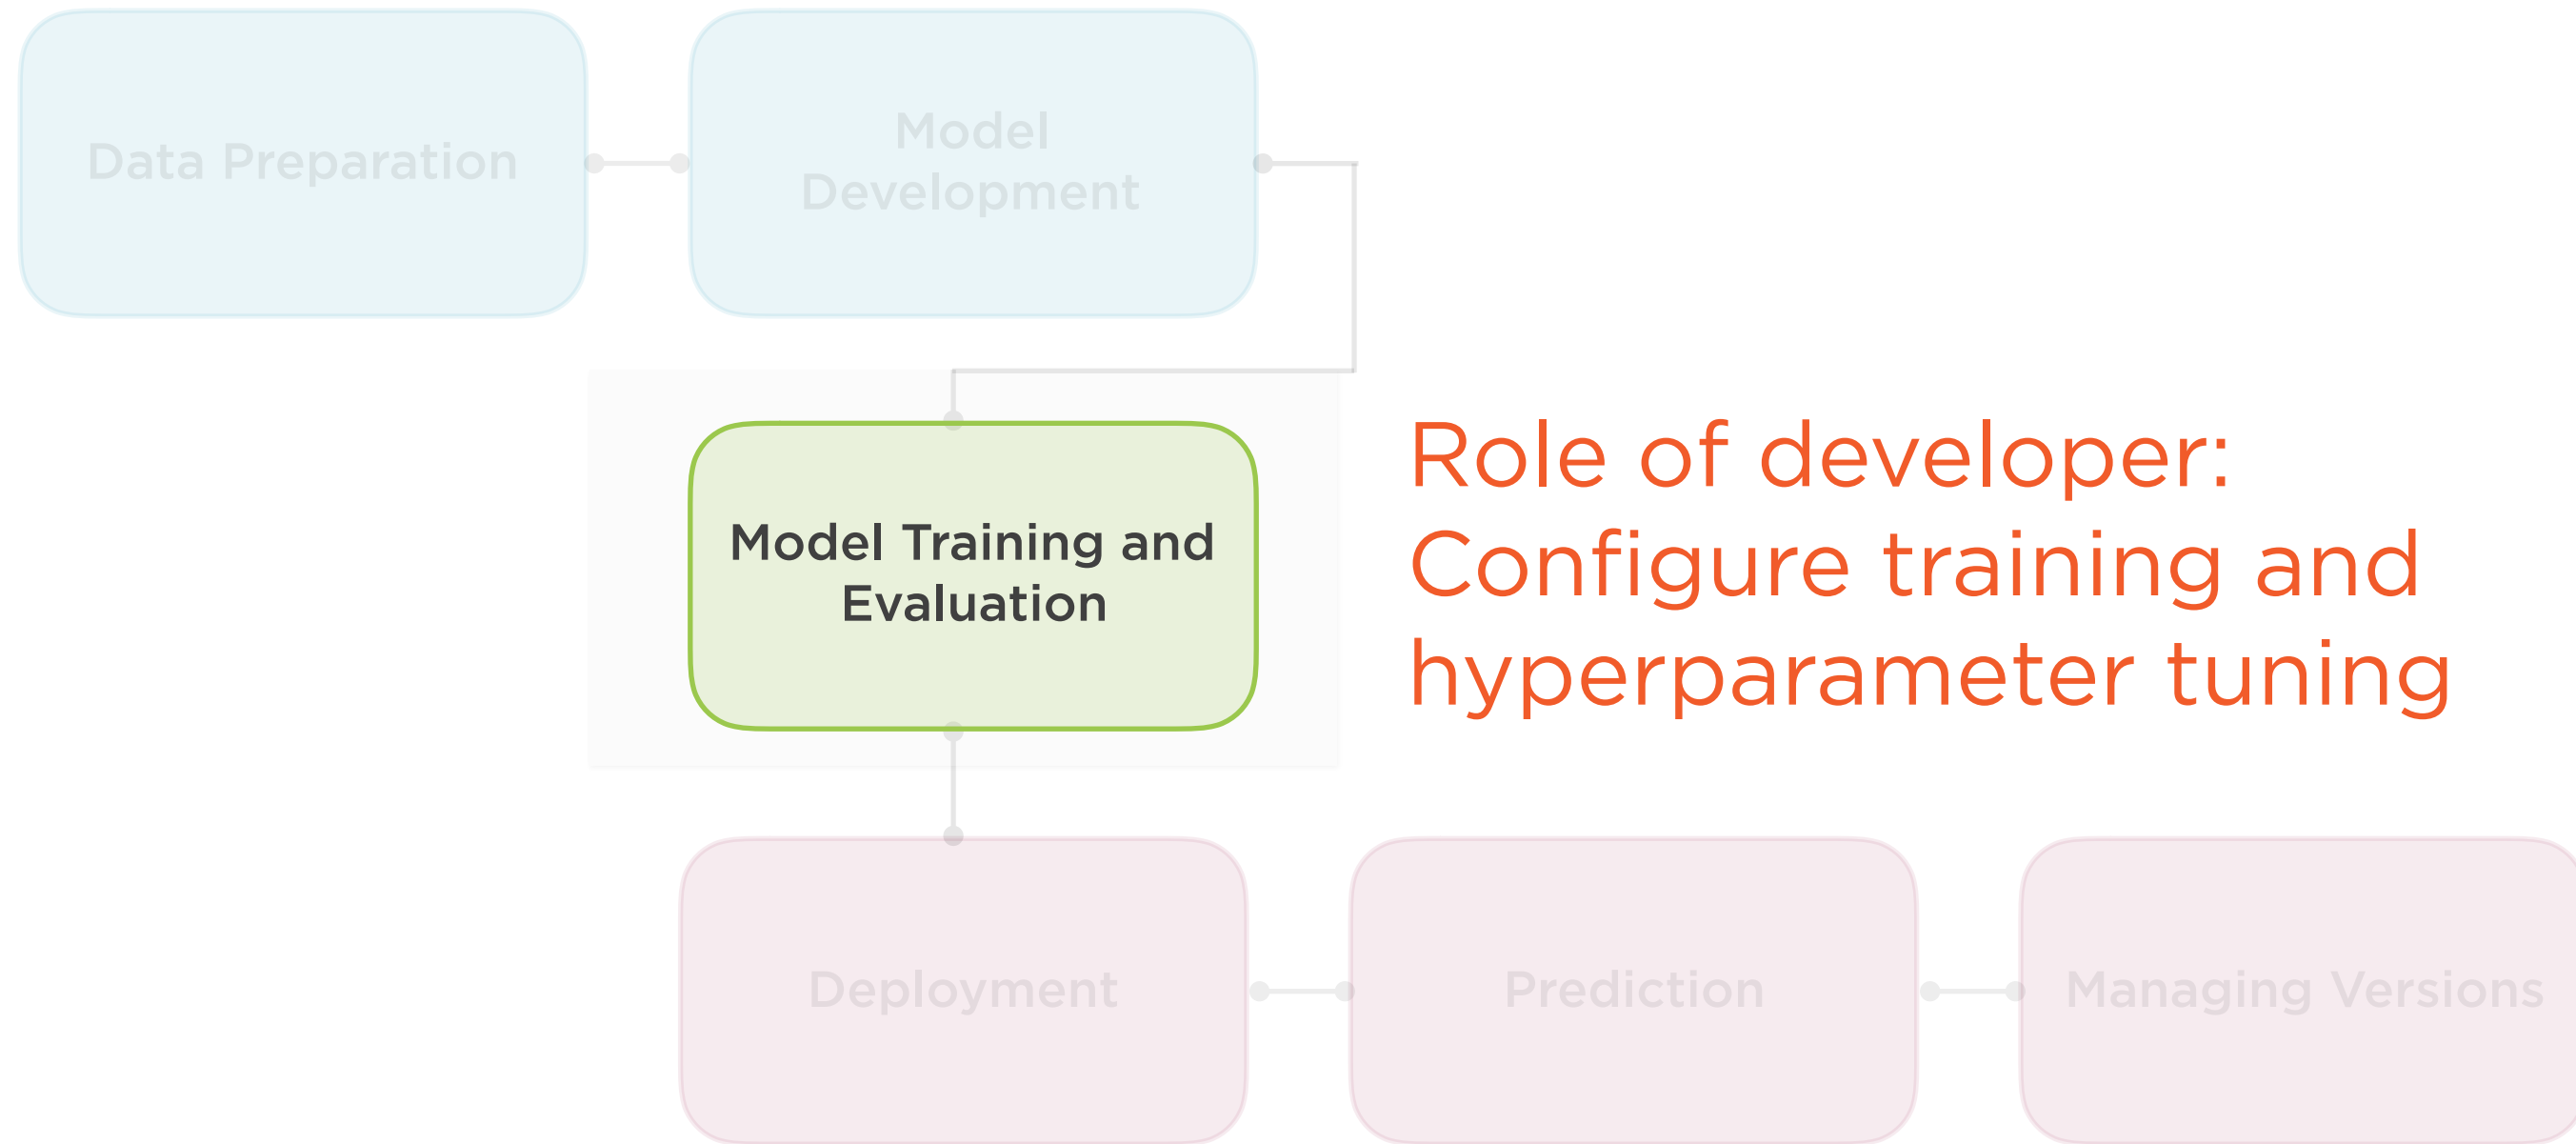 Data Preparation
Model
Development
Model Training and
Evaluation
Role of developer:
Configure training and
hyperparameter tuning
Deployment
Prediction
Managing Versions